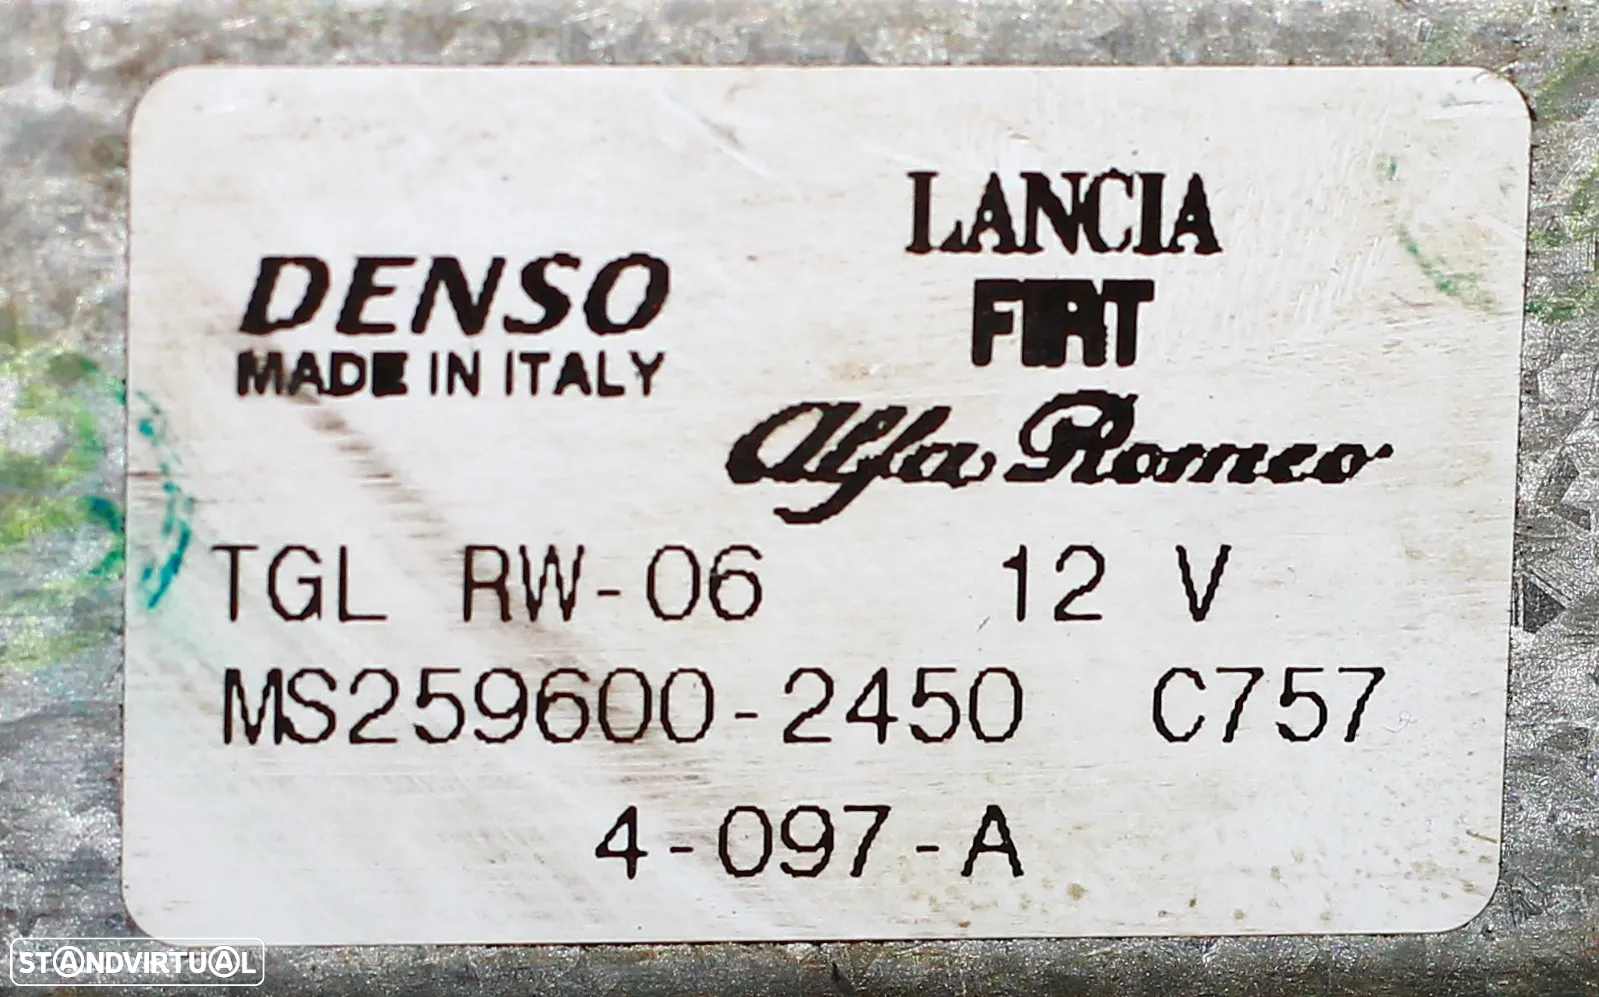 DENSO
MADE IN ITALY
LANCIA
FIAT
Alfa Romeo
TGL RW-06 12 V
MS259600-2450 C757
4-097-A
STANDVIRTUAL